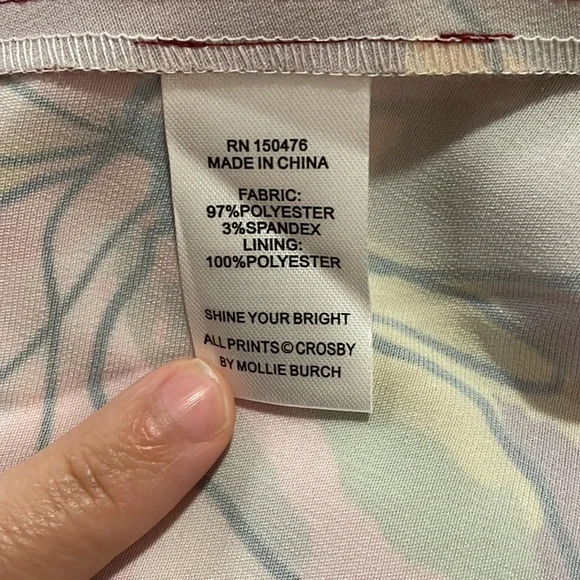 RN 150476
MADE IN CHINA
FABRIC:
97%POLYESTER
3%SPANDEX
LINING:
100%POLYESTER
SHINE YOUR BRIGHT
ALL PRINTS©CROSBY
BY MOLLIE BURCH